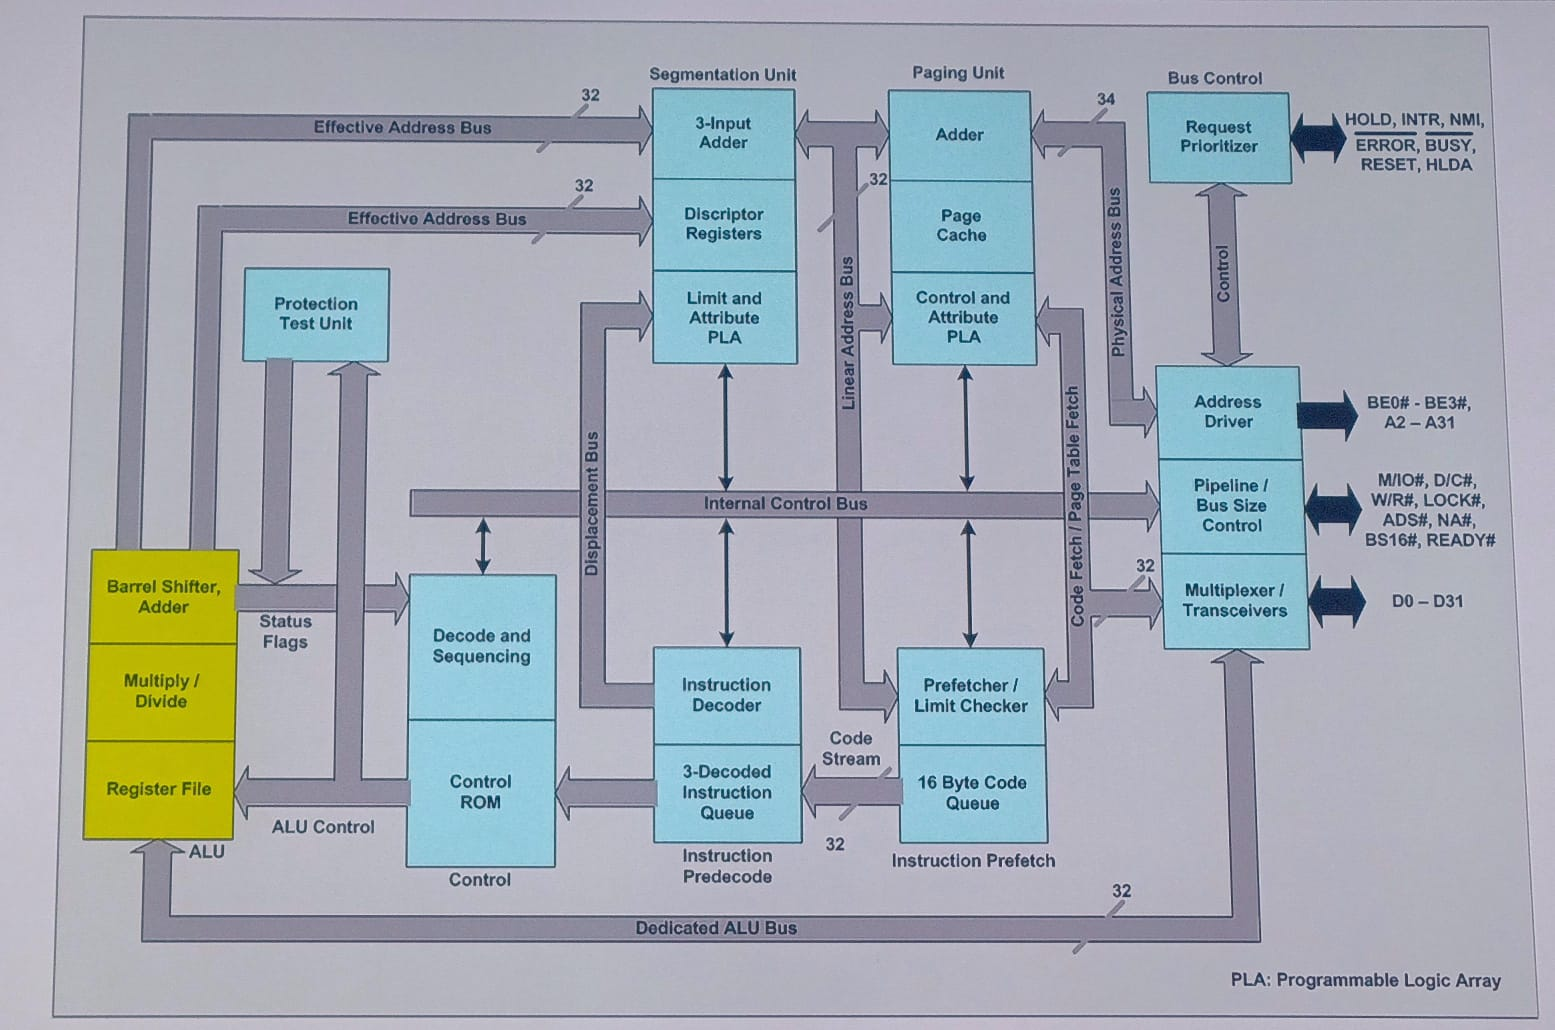 Segmentation Unit
Paging Unit
Bus Control
32
34
Effective Address Bus
3-Input
Adder
Adder
Request
Prioritizer
HOLD, INTR, NMI,
ERROR, BUSY,
RESET, HLDA
32
32
Effective Address Bus
Discriptor
Registers
Page
Cache
Protection
Test Unit
Limit and
Attribute
PLA
Linear Address Bus
Control and
Attribute
PLA
Physical Address Bus
Control
Address
Driver
BE0# - BE3#,
A2 – A31
Displacement Bus
Code Fetch / Page Table Fetch
Internal Control Bus
Pipeline /
Bus Size
Control
M/IO#, D/C#,
W/R#, LOCK#,
ADS#, NA#,
BS16#, READY#
32
Barrel Shifter,
Adder
Status
Flags
Multiplexer /
Transceivers
D0 – D31
Decode and
Sequencing
Multiply /
Divide
Instruction
Decoder
Prefetcher /
Limit Checker
Code
Stream
Register File
Control
ROM
3-Decoded
Instruction
Queue
16 Byte Code
Queue
ALU Control
32
ALU
Control
Instruction
Predecode
Instruction Prefetch
32
Dedicated ALU Bus
PLA: Programmable Logic Array